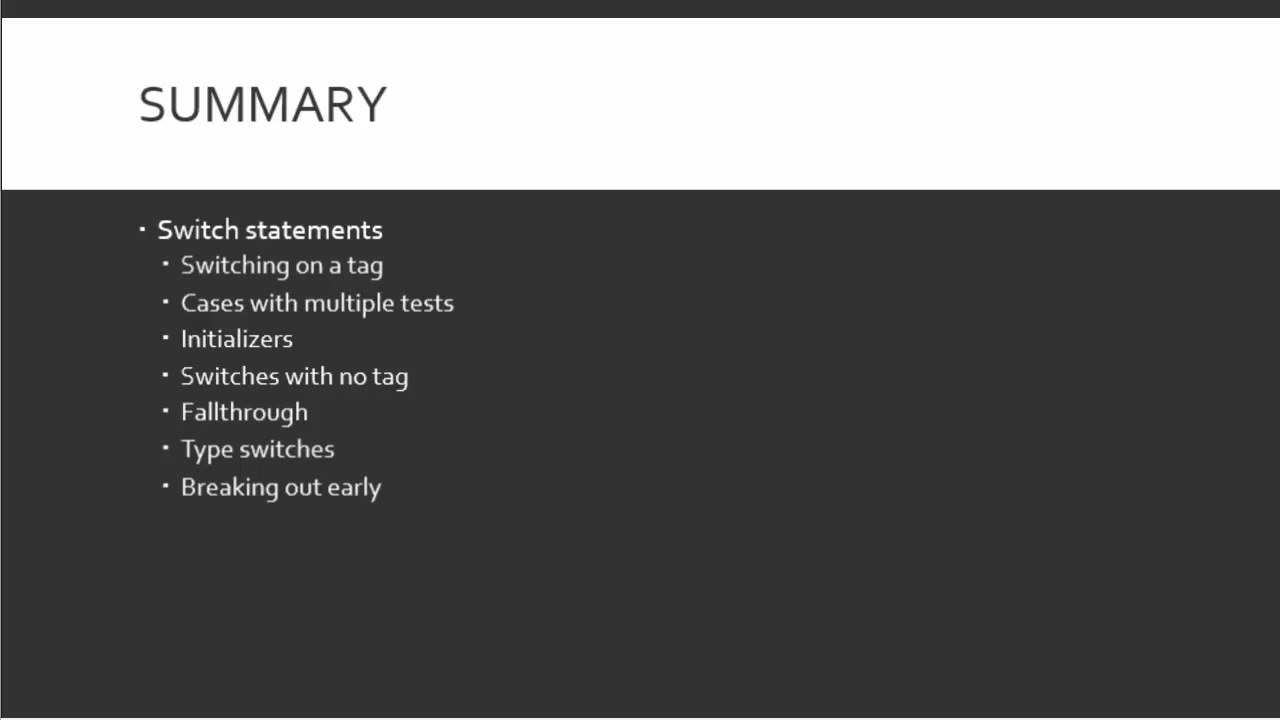 SUMMARY
▪ Switch statements
▪ Switching on a tag
▪ Cases with multiple tests
▪ Initializers
▪ Switches with no tag
▪ Fallthrough
▪ Type switches
▪ Breaking out early